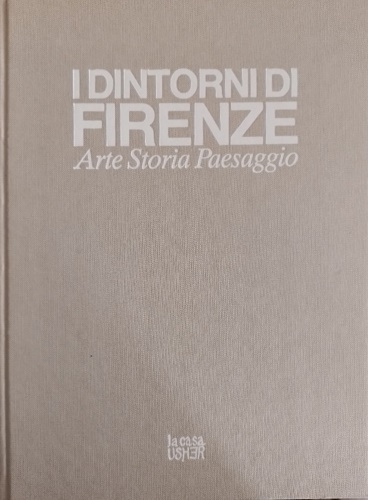 I DINTORNI DI
FIRENZE
Arte Storia Paesaggio
la casa
USHER